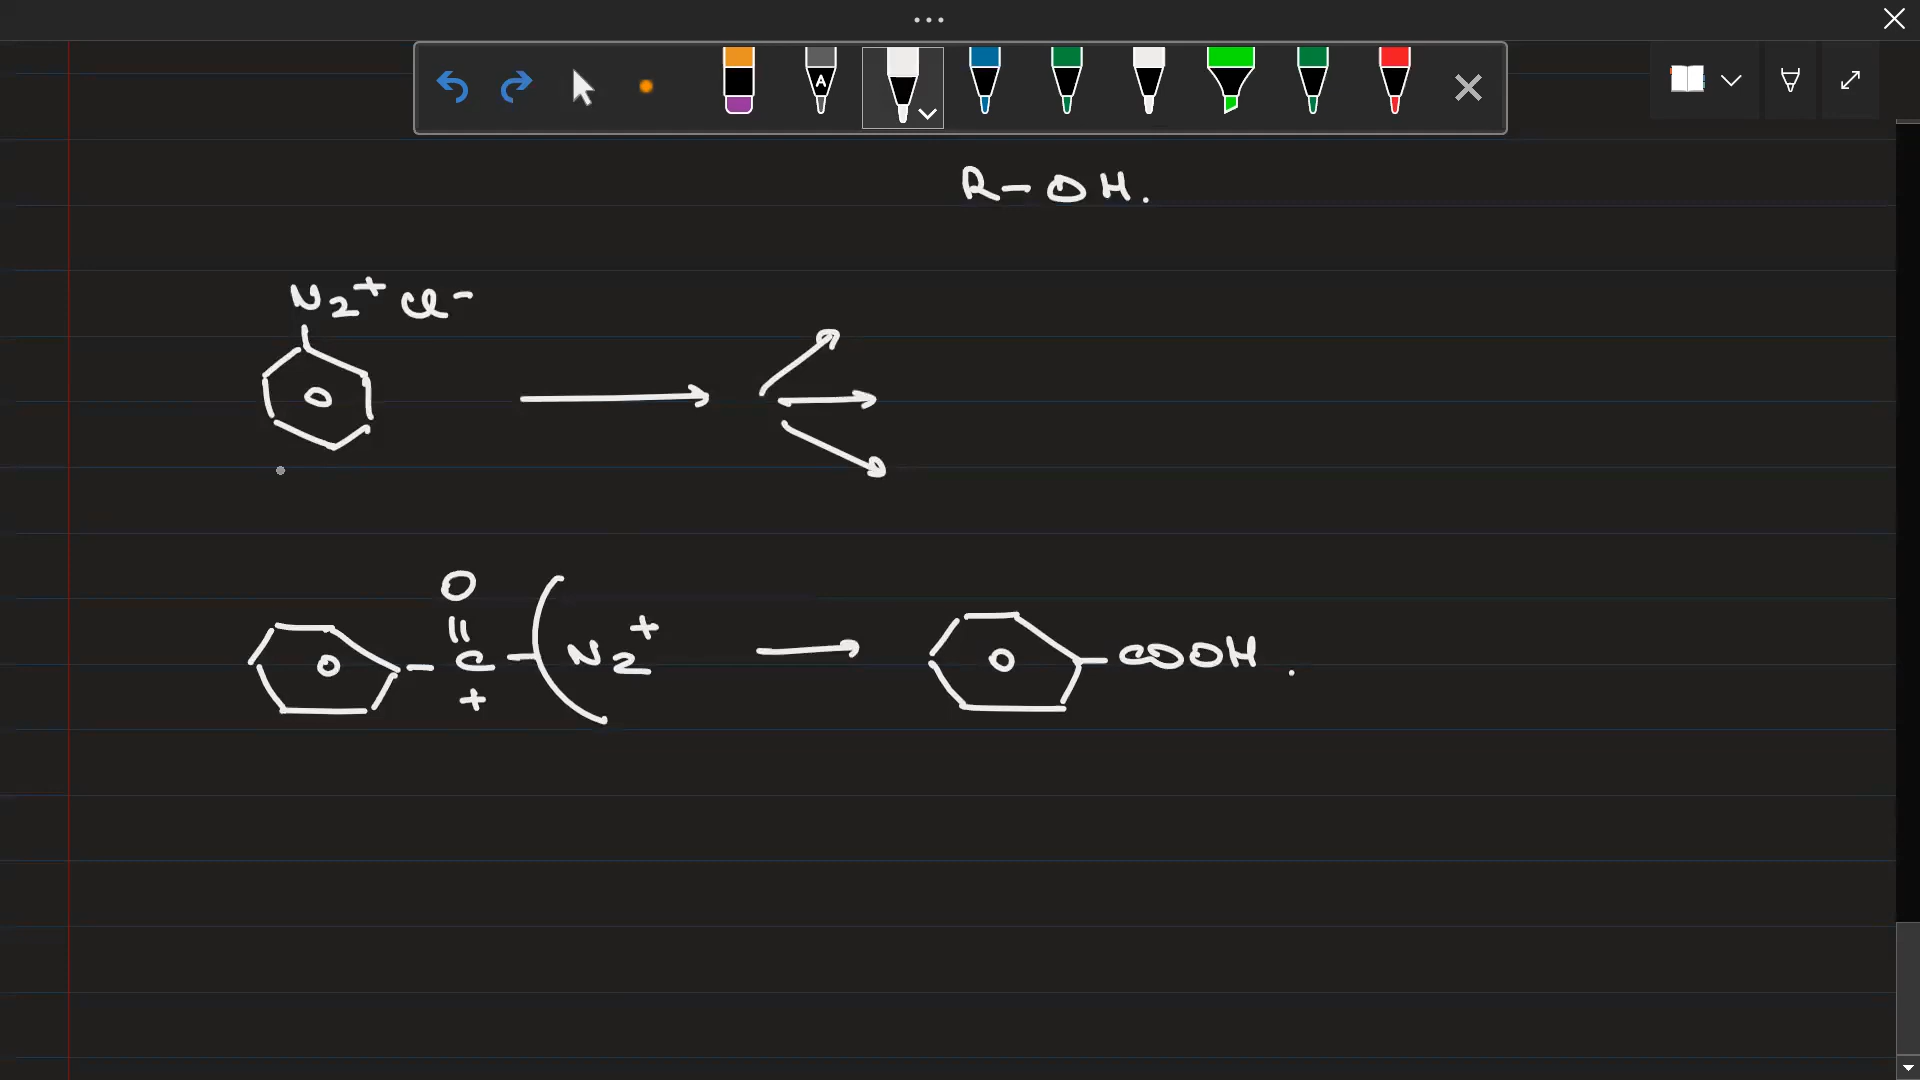 R-OH.
N2+ Cl-
O
||
C - (N2+ → -COOH.
+